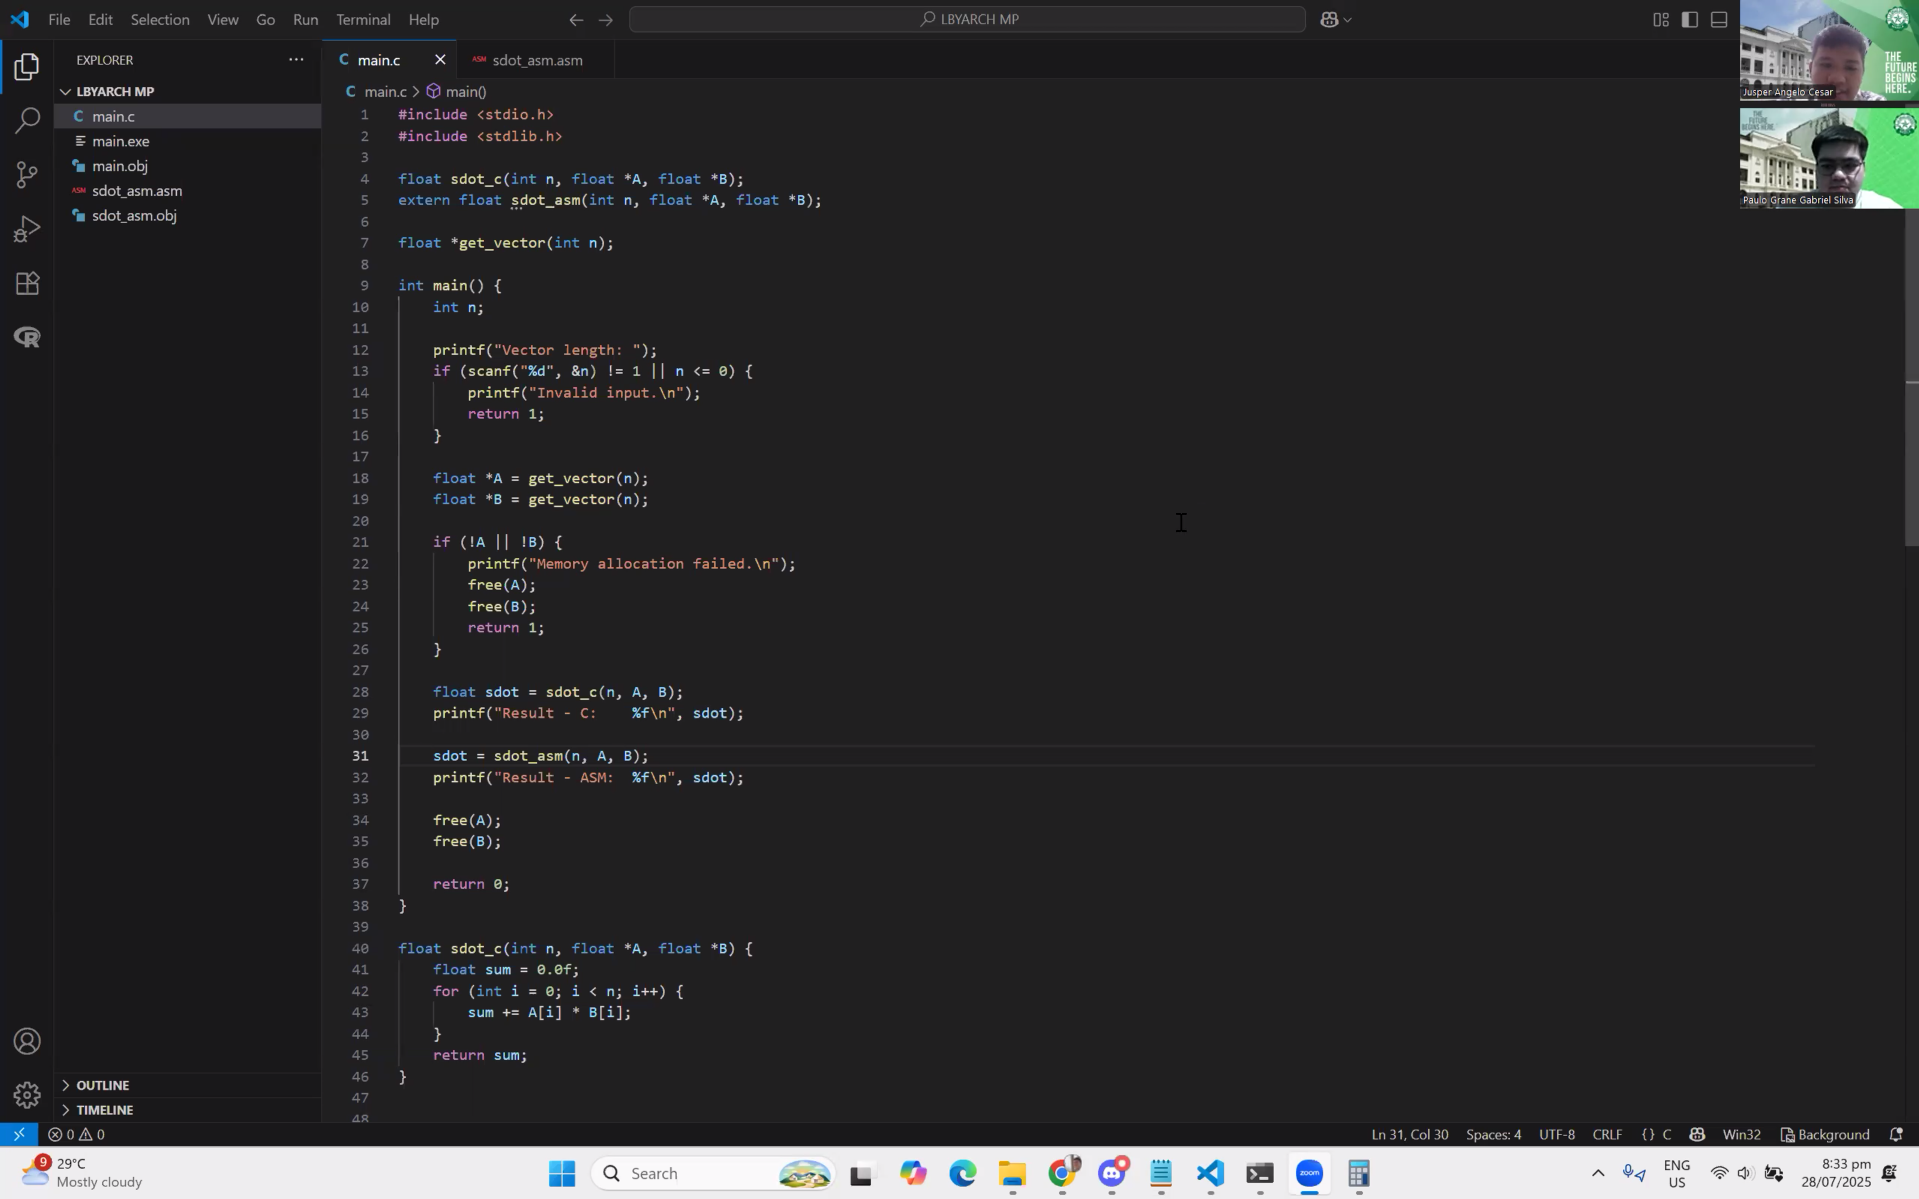 File Edit Selection View Go Run Terminal Help
LBYARCH MP
EXPLORER
LBYARCH MP
main.c
main.exe
main.obj
sdot_asm.asm
sdot_asm.obj
OUTLINE
TIMELINE
main.c
sdot_asm.asm
main.c > main()
1 #include <stdio.h>
2 #include <stdlib.h>
3
4 float sdot_c(int n, float *A, float *B);
5 extern float sdot_asm(int n, float *A, float *B);
6
7 float *get_vector(int n);
8
9 int main() {
10 int n;
11
12 printf("Vector length: ");
13 if (scanf("%d", &n) != 1 || n <= 0) {
14 printf("Invalid input.\n");
15 return 1;
16 }
17
18 float *A = get_vector(n);
19 float *B = get_vector(n);
20
21 if (!A || !B) {
22 printf("Memory allocation failed.\n");
23 free(A);
24 free(B);
25 return 1;
26 }
27
28 float sdot = sdot_c(n, A, B);
29 printf("Result - C:    %f\n", sdot);
30
31 sdot = sdot_asm(n, A, B);
32 printf("Result - ASM:  %f\n", sdot);
33
34 free(A);
35 free(B);
36
37 return 0;
38 }
39
40 float sdot_c(int n, float *A, float *B) {
41 float sum = 0.0f;
42 for (int i = 0; i < n; i++) {
43 sum += A[i] * B[i];
44 }
45 return sum;
46 }
47
48
THE
FUTURE
BEGINS
HERE.
Jusper Angelo Cesar
Paulo Grane Gabriel Silva
0 0
Ln 31, Col 30 Spaces: 4 UTF-8 CRLF {} C Win32 Background
9
29°C
Mostly cloudy
Search
zoom
ENG
US
8:33 pm
28/07/2025